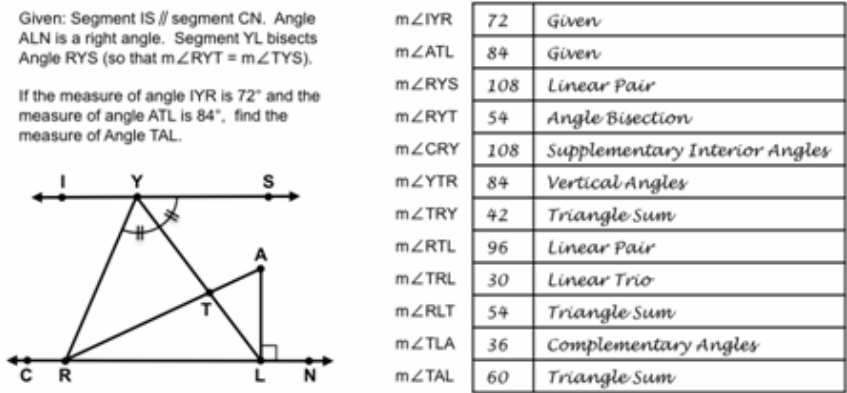 Given: Segment IS // segment CN. Angle
ALN is a right angle. Segment YL bisects
Angle RYS (so that m∠RYT = m∠TYS).
If the measure of angle IYR is 72° and the
measure of angle ATL is 84°, find the
measure of Angle TAL.
I Y S
A
T
C R L N
m∠IYR 72 Given
m∠ATL 84 Given
m∠RYS 108 Linear Pair
m∠RYT 54 Angle Bisection
m∠CRY 108 Supplementary Interior Angles
m∠YTR 84 Vertical Angles
m∠TRY 42 Triangle Sum
m∠RTL 96 Linear Pair
m∠TRL 30 Linear Trio
m∠RLT 54 Triangle Sum
m∠TLA 36 Complementary Angles
m∠TAL 60 Triangle Sum